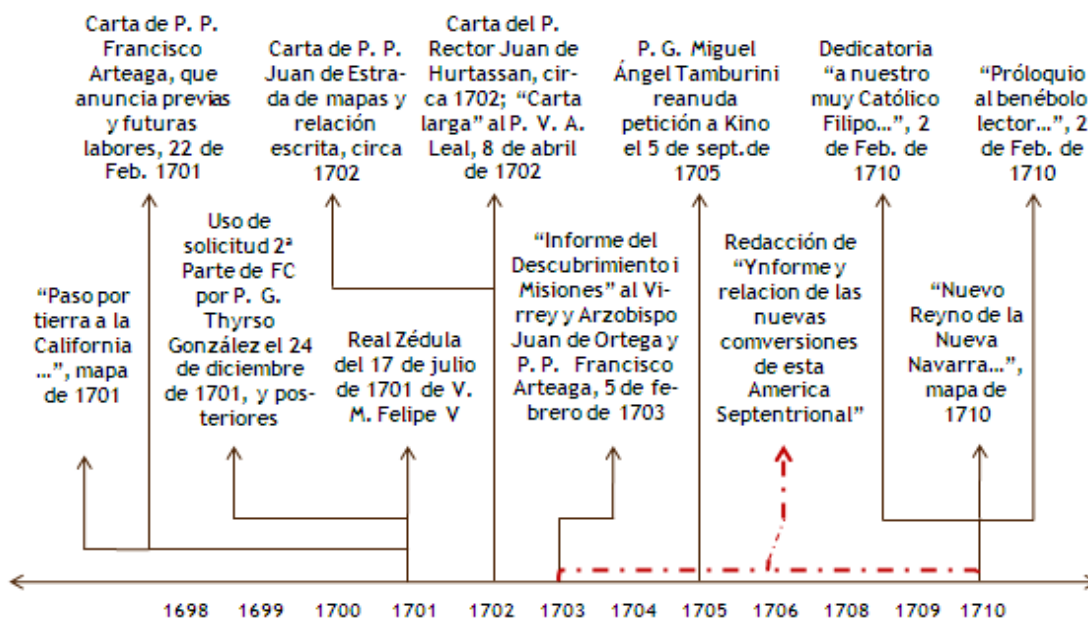 Carta de P. P.
Francisco
Arteaga, que
anuncia previas
y futuras
labores, 22 de
Feb. 1701
Carta de P. P.
Juan de Estra-
da de mapas y
relación
escrita, circa
1702
Carta del P.
Rector Juan de
Hurtassan, cir-
ca 1702; “Carta
larga” al P. V. A.
Leal, 8 de abril
de 1702
P. G. Miguel
Ángel Tamburini
reanuda
petición a Kino
el 5 de sept.de
1705
Dedicatoria
“a nuestro
muy Católico
Filipo…”, 2
de Feb. de
1710
“Próloquio
al benébolo
lector…”, 2
de Feb. de
1710
“Paso por
tierra a la
California
…”, mapa
de 1701
Uso de
solicitud 2ª
Parte de FC
por P. G.
Thyrso
González el 24
de diciembre
de 1701, y pos-
teriores
Real Zédula
del 17 de julio
de 1701 de V.
M. Felipe V
“Informe del
Descubrimiento i
Misiones” al Vi-
rrey y Arzobispo
Juan de Ortega y
P. P. Francisco
Arteaga, 5 de fe-
brero de 1703
Redacción de
“Ynforme y
relacion de las
nuevas
comversiones
de esta
America
Septentrional”
“Nuevo
Reyno de la
Nueva
Navarra…”,
mapa de
1710
1698 1699 1700 1701 1702 1703 1704 1705 1706 1708 1709 1710